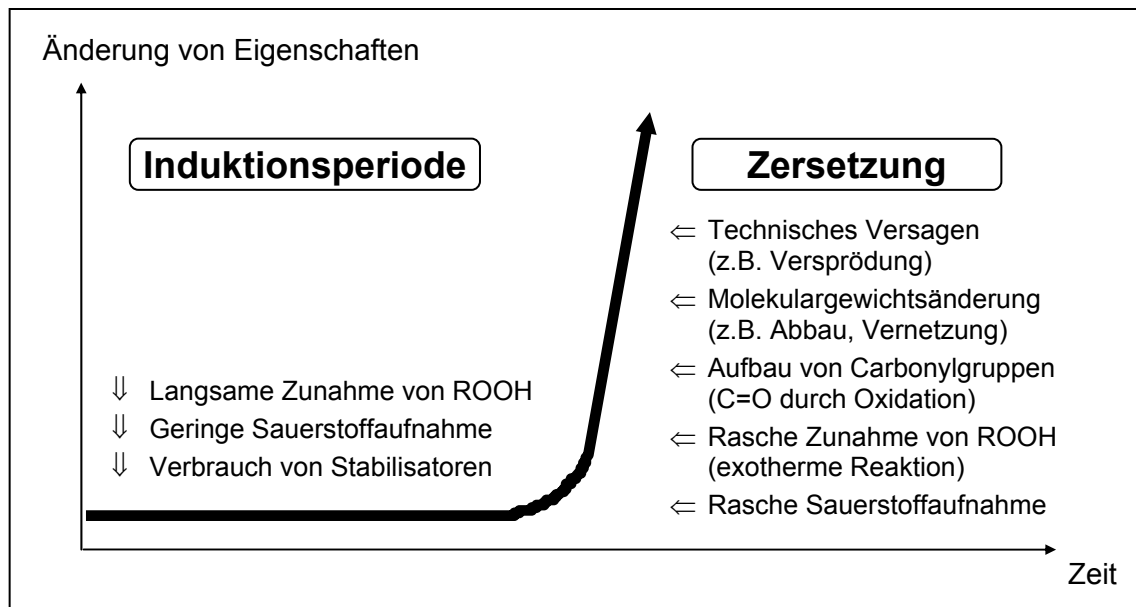 Änderung von Eigenschaften
Induktionsperiode
⇓ Langsame Zunahme von ROOH
⇓ Geringe Sauerstoffaufnahme
⇓ Verbrauch von Stabilisatoren
Zersetzung
⇐ Technisches Versagen
(z.B. Versprödung)
⇐ Molekulargewichtsänderung
(z.B. Abbau, Vernetzung)
⇐ Aufbau von Carbonylgruppen
(C=O durch Oxidation)
⇐ Rasche Zunahme von ROOH
(exotherme Reaktion)
⇐ Rasche Sauerstoffaufnahme
Zeit